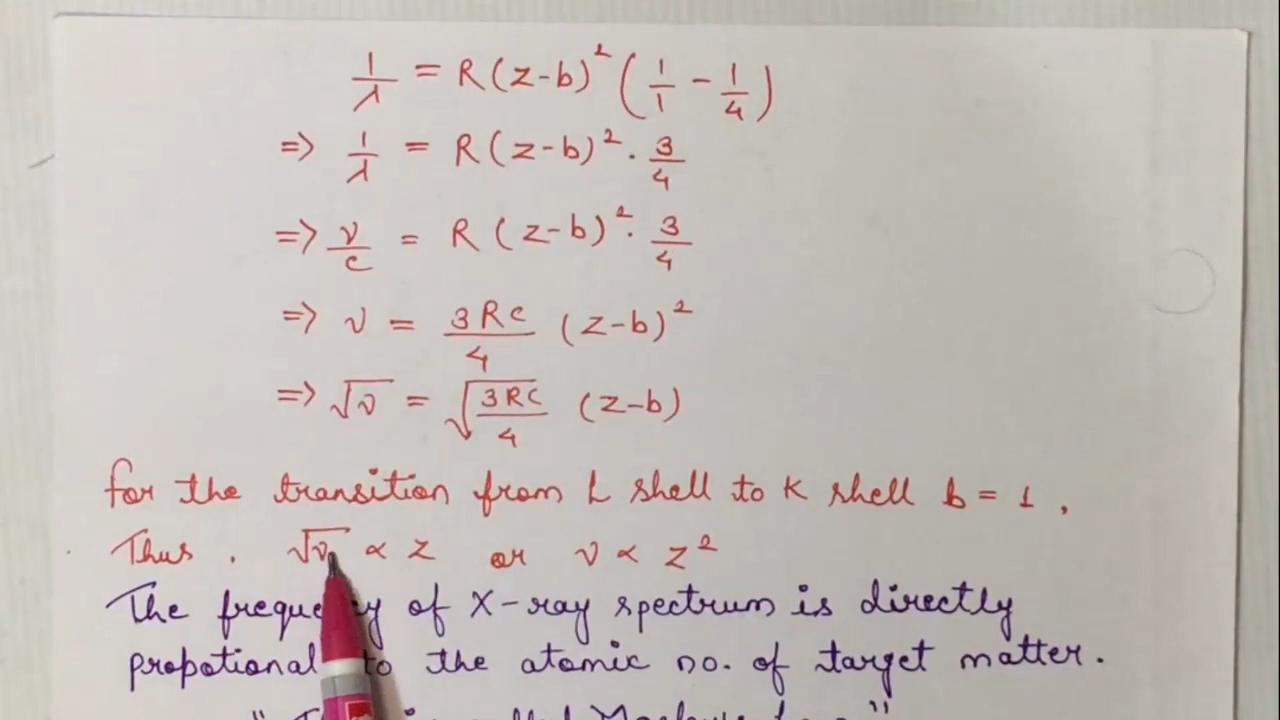 1/λ = R(z-b)² (1/1 - 1/4)
=> 1/λ = R(z-b)² . 3/4
=> ν/c = R(z-b)² . 3/4
=> ν = 3RC/4 (z-b)²
=> √ν = √(3RC/4) (z-b)
for the transition from L shell to K shell b = 1,
Thus . √ν ∝ z or ν ∝ z²
The frequency of X-ray spectrum is directly
propotional to the atomic no. of target matter.